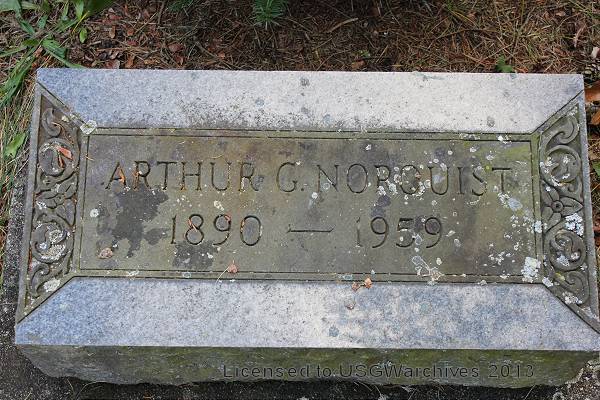 ARTHUR G. NORQUIST
1890 — 1959
Licensed to USGWarchives 2013